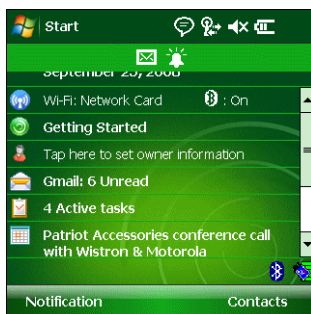 Start
September 25, 2008
Wi-Fi: Network Card : On
Getting Started
Tap here to set owner information
Gmail: 6 Unread
4 Active tasks
Patriot Accessories conference call
with Wistron & Motorola
Notification Contacts